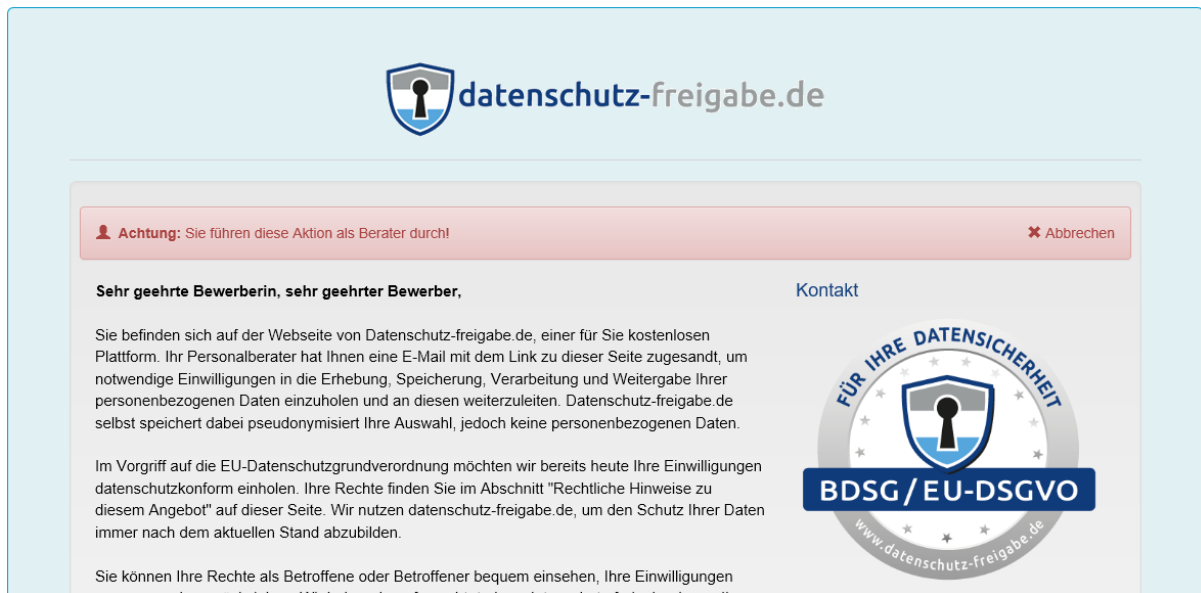 datenschutz-freigabe.de
Achtung: Sie führen diese Aktion als Berater durch!
Abbrechen
Sehr geehrte Bewerberin, sehr geehrter Bewerber,
Sie befinden sich auf der Webseite von Datenschutz-freigabe.de, einer für Sie kostenlosen
Plattform. Ihr Personalberater hat Ihnen eine E-Mail mit dem Link zu dieser Seite zugesandt, um
notwendige Einwilligungen in die Erhebung, Speicherung, Verarbeitung und Weitergabe Ihrer
personenbezogenen Daten einzuholen und an diesen weiterzuleiten. Datenschutz-freigabe.de
selbst speichert dabei pseudonymisiert Ihre Auswahl, jedoch keine personenbezogenen Daten.
Im Vorgriff auf die EU-Datenschutzgrundverordnung möchten wir bereits heute Ihre Einwilligungen
datenschutzkonform einholen. Ihre Rechte finden Sie im Abschnitt "Rechtliche Hinweise zu
diesem Angebot" auf dieser Seite. Wir nutzen datenschutz-freigabe.de, um den Schutz Ihrer Daten
immer nach dem aktuellen Stand abzubilden.
Sie können Ihre Rechte als Betroffene oder Betroffener bequem einsehen, Ihre Einwilligungen
Kontakt
FÜR IHRE DATENSICHERHEIT
BDSG/EU-DSGVO
www.datenschutz-freigabe.de